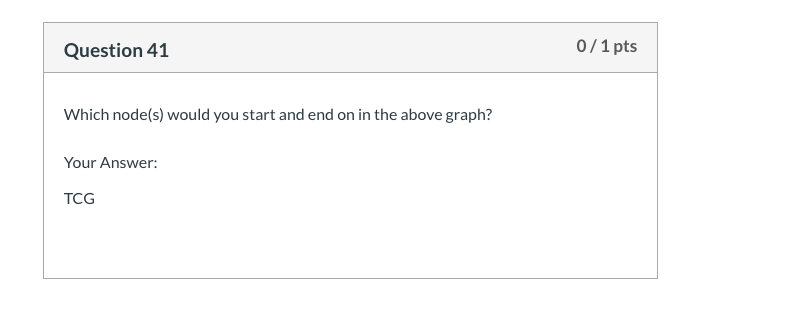 Question 41
0 / 1 pts
Which node(s) would you start and end on in the above graph?
Your Answer:
TCG